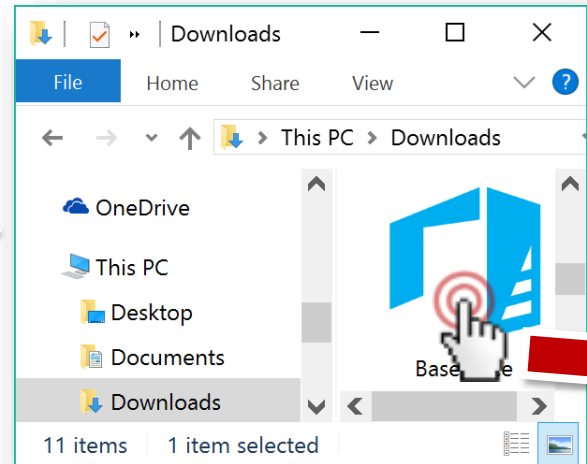 Downloads
File Home Share View ?
This PC Downloads
OneDrive
This PC
Desktop
Documents
Downloads
11 items 1 item selected